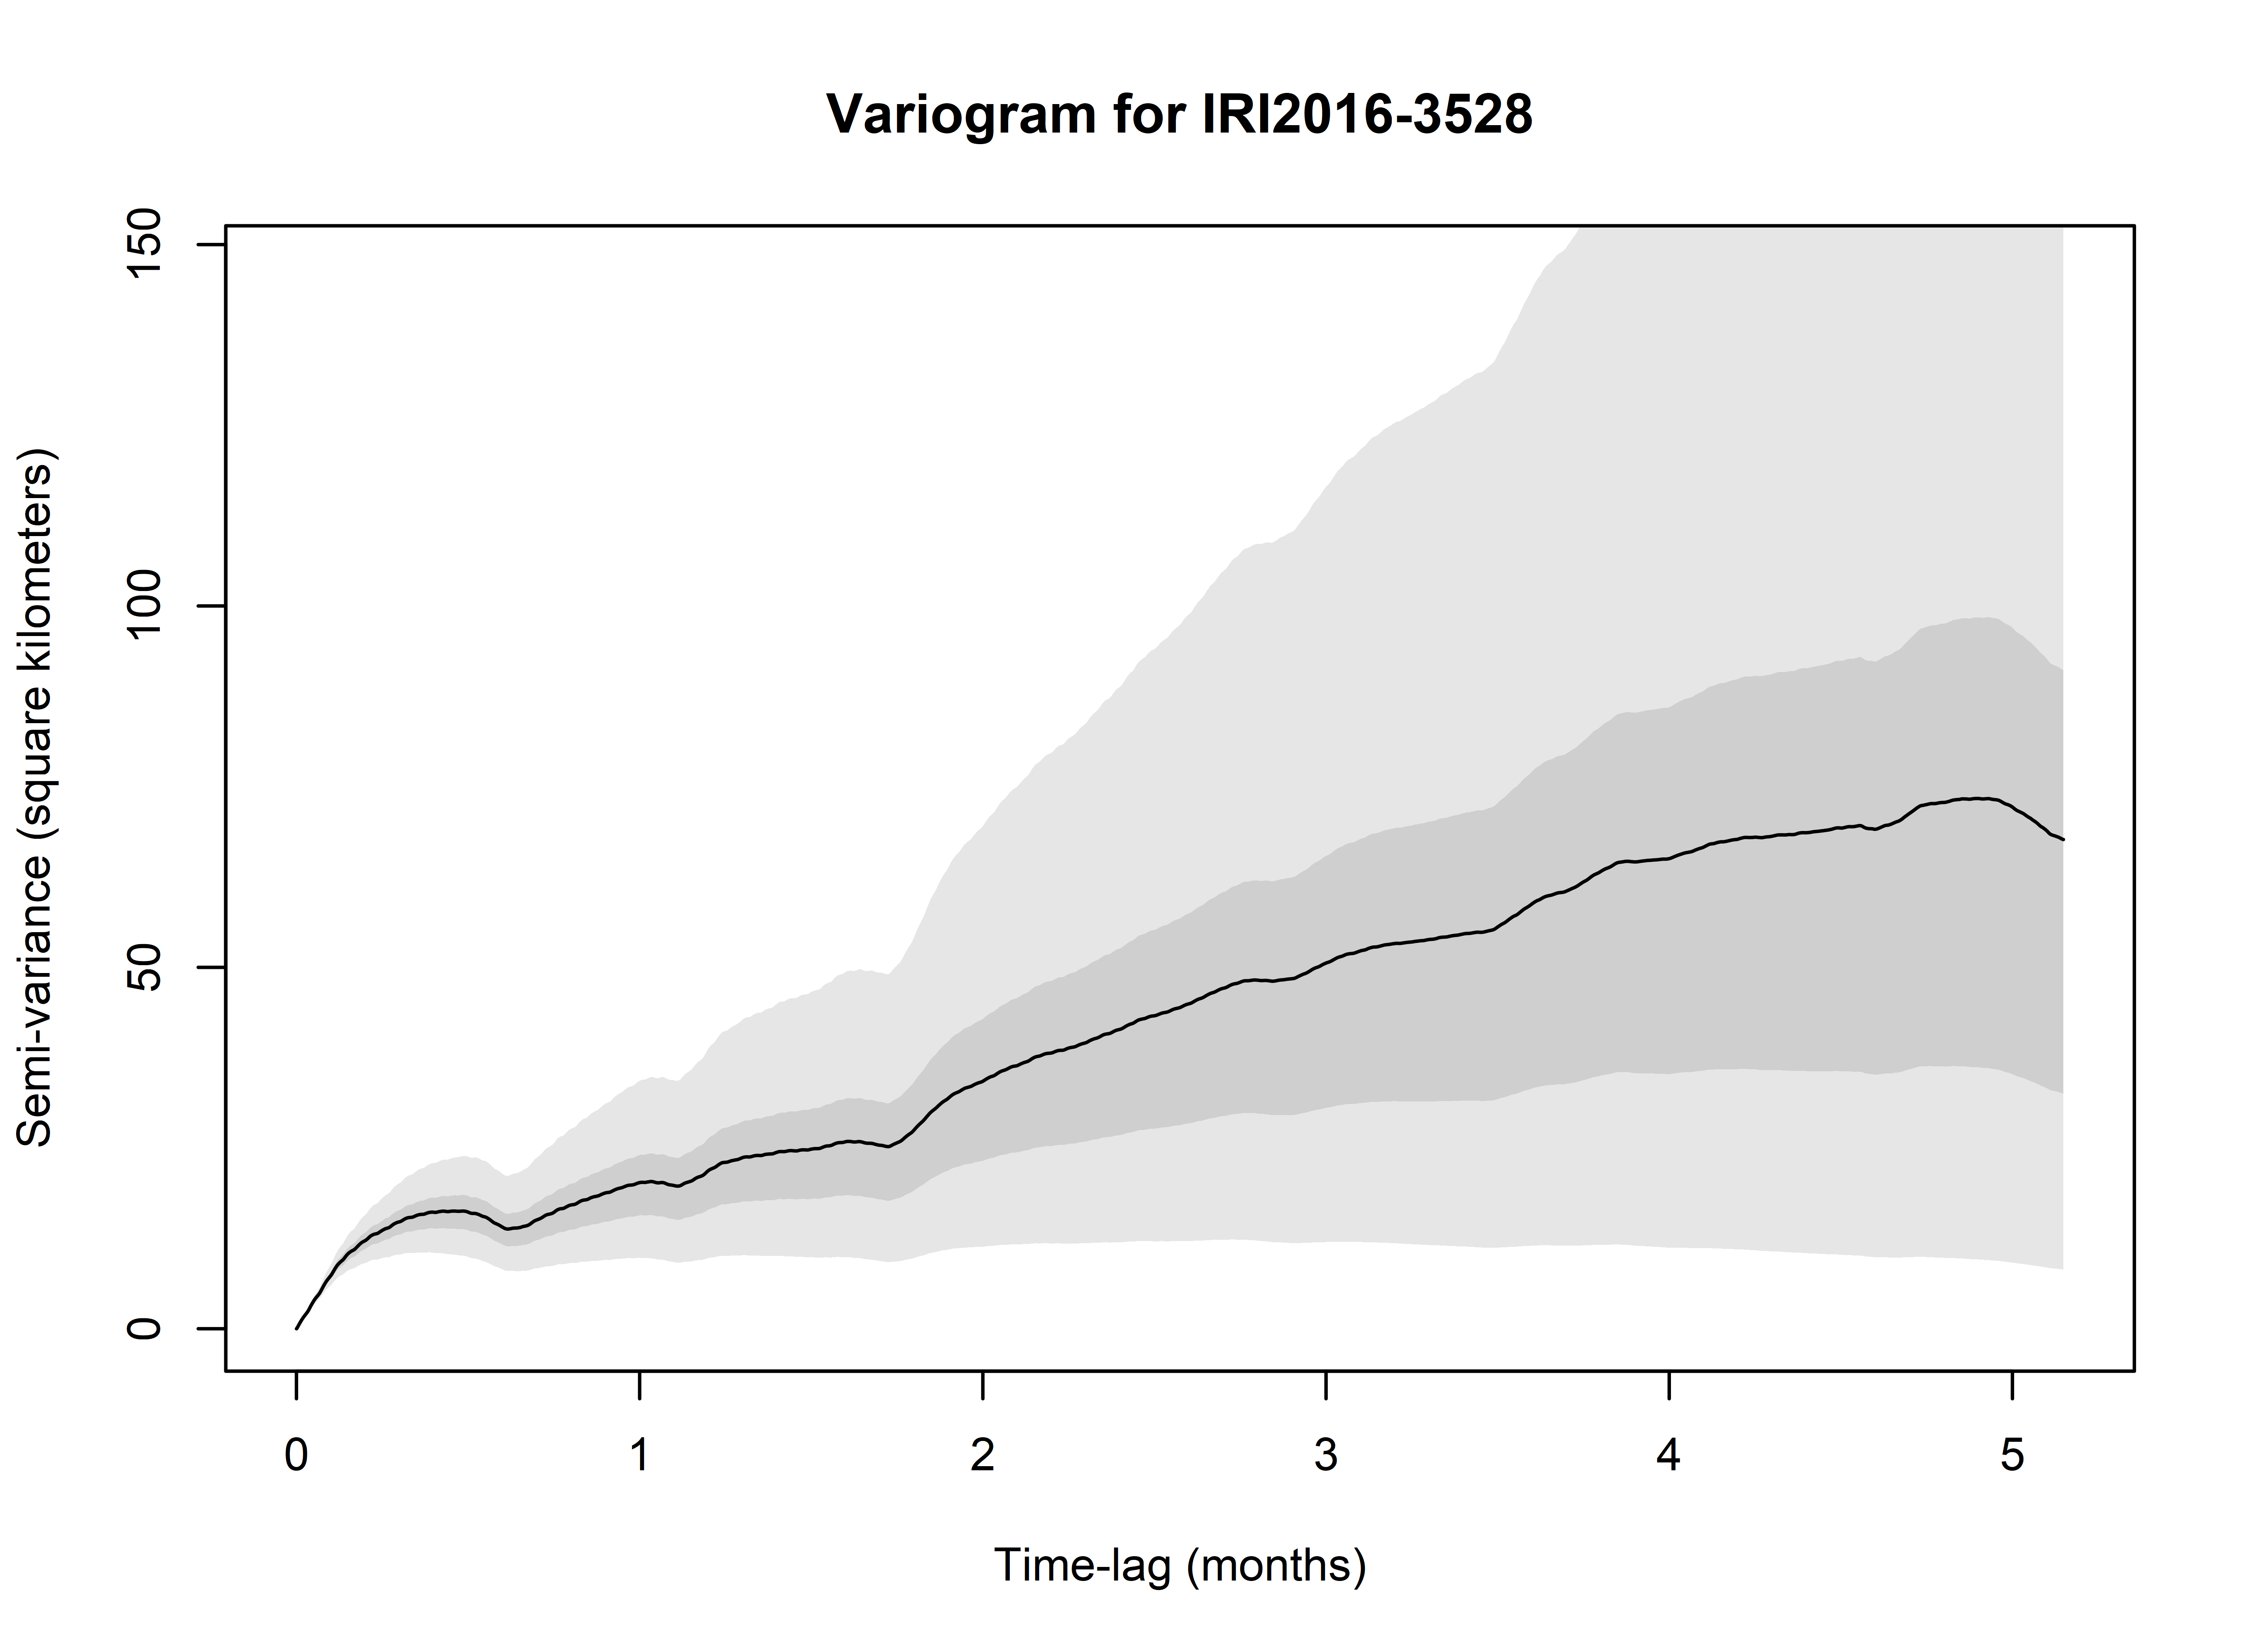 Variogram for IRI2016-3528
Semi-variance (square kilometers)
150
100
50
0
0 1 2 3 4 5
Time-lag (months)